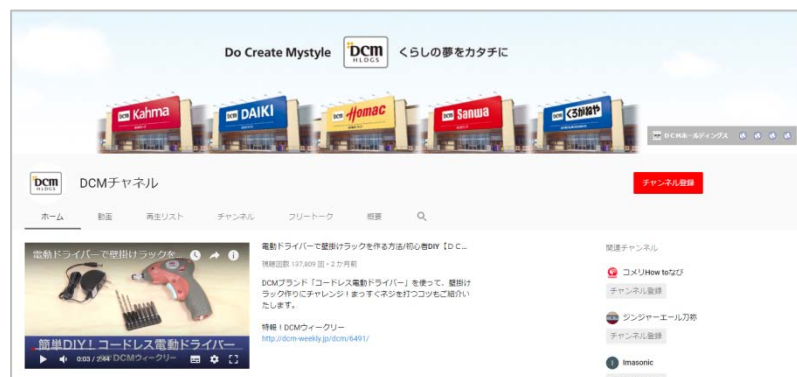 Do Create Mystyle DCM HLDGS くらしの夢をカタチに
DCM Kahma
DCM DAIKI
DCM Homac
DCM Sanwa
DCM くろがねや
DCMホールディングス
DCM HLDGS
DCMチャネル
チャンネル登録
ホーム 動画 再生リスト チャンネル フリートーク 概要
電動ドライバーで壁掛けラックを...
簡単DIY!コードレス電動ドライバー
0:03 / 2:44 DCMウィークリー
電動ドライバーで壁掛けラックを作る方法/初心者DIY【ＤＣ...
視聴回数 137,809 回・2 か月前
DCMブランド「コードレス電動ドライバー」を使って、壁掛け
ラック作りにチャレンジ！まっすぐネジを打つコツもご紹介い
たします。
特報！DCMウィークリー
http://dcm-weekly.jp/dcm/6491/
関連チャンネル
コメリHow toなび
チャンネル登録
ジンジャーエール刀祢
チャンネル登録
Imasonic